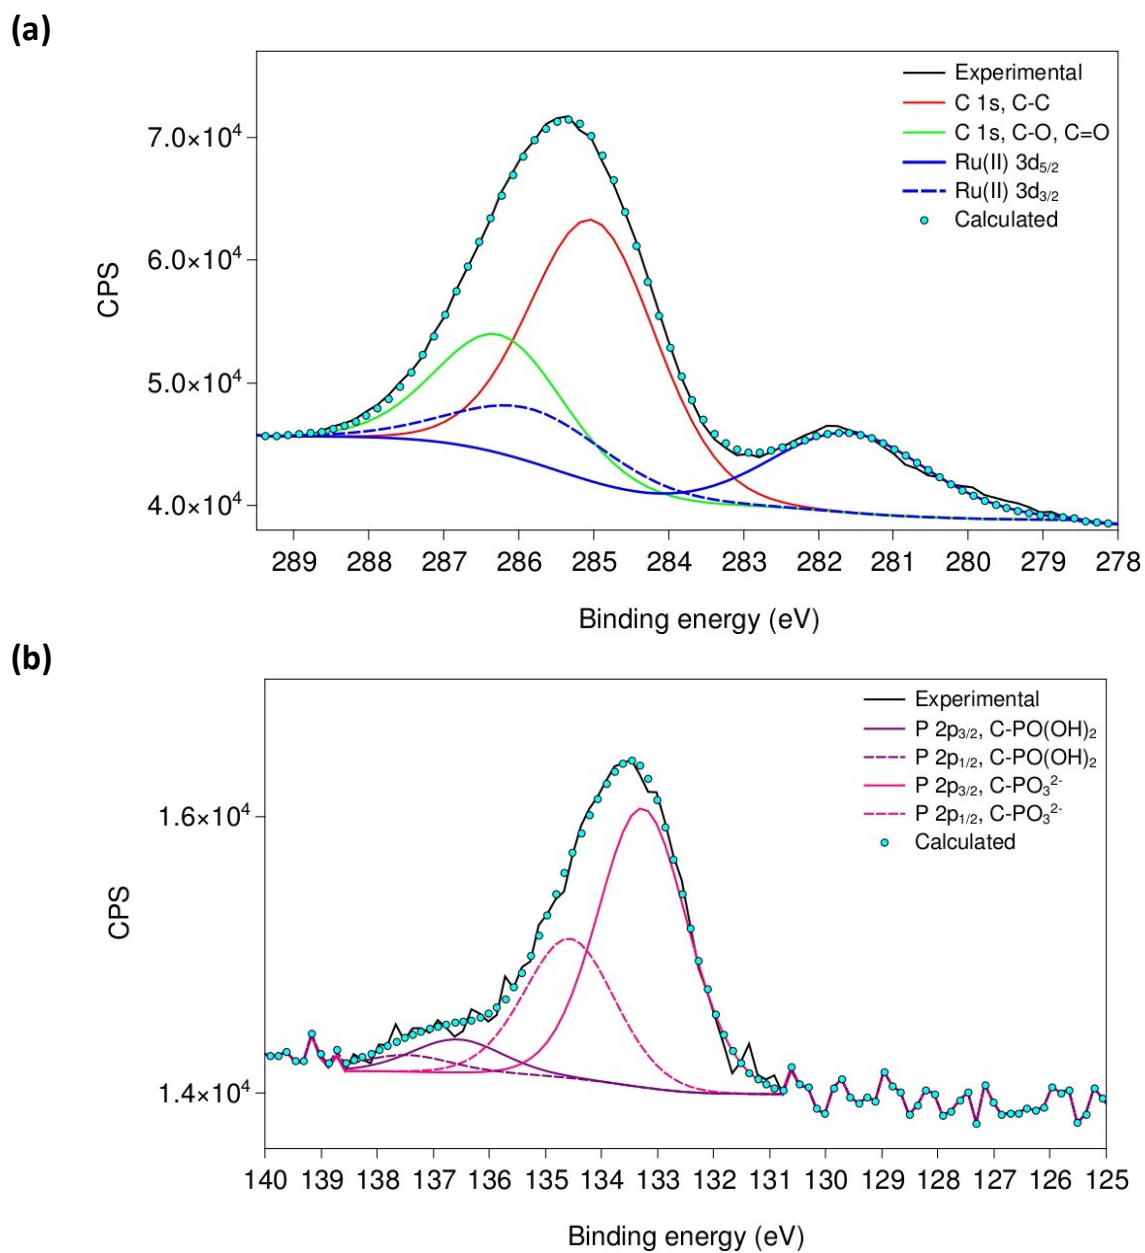 (a)
Experimental
C 1s, C-C
C 1s, C-O, C=O
Ru(II) 3d₅/₂
Ru(II) 3d₃/₂
Calculated
7.0×10⁴
6.0×10⁴
5.0×10⁴
4.0×10⁴
CPS
289 288 287 286 285 284 283 282 281 280 279 278
Binding energy (eV)
(b)
Experimental
P 2p₃/₂, C-PO(OH)₂
P 2p₁/₂, C-PO(OH)₂
P 2p₃/₂, C-PO₃²⁻
P 2p₁/₂, C-PO₃²⁻
Calculated
1.6×10⁴
1.4×10⁴
CPS
140 139 138 137 136 135 134 133 132 131 130 129 128 127 126 125
Binding energy (eV)